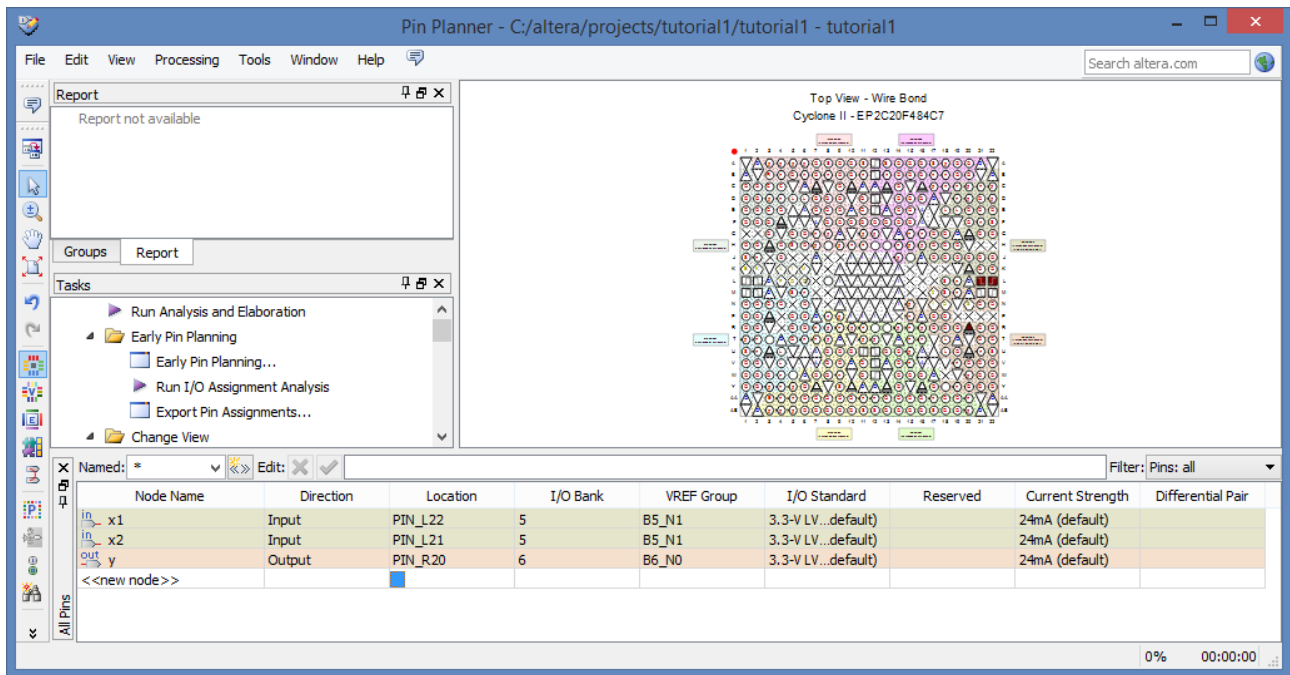 Pin Planner - C:/altera/projects/tutorial1/tutorial1 - tutorial1
File Edit View Processing Tools Window Help
Search altera.com
Report
Report not available
Groups Report
Tasks
Run Analysis and Elaboration
Early Pin Planning
Early Pin Planning...
Run I/O Assignment Analysis
Export Pin Assignments...
Change View
Top View - Wire Bond
Cyclone II - EP2C20F484C7
Named: * Edit: Filter: Pins: all
Node Name Direction Location I/O Bank VREF Group I/O Standard Reserved Current Strength Differential Pair
in x1 Input PIN_L22 5 B5_N1 3.3-V LV...default) 24mA (default)
in x2 Input PIN_L21 5 B5_N1 3.3-V LV...default) 24mA (default)
out y Output PIN_R20 6 B6_N0 3.3-V LV...default) 24mA (default)
<<new node>>
All Pins
0% 00:00:00